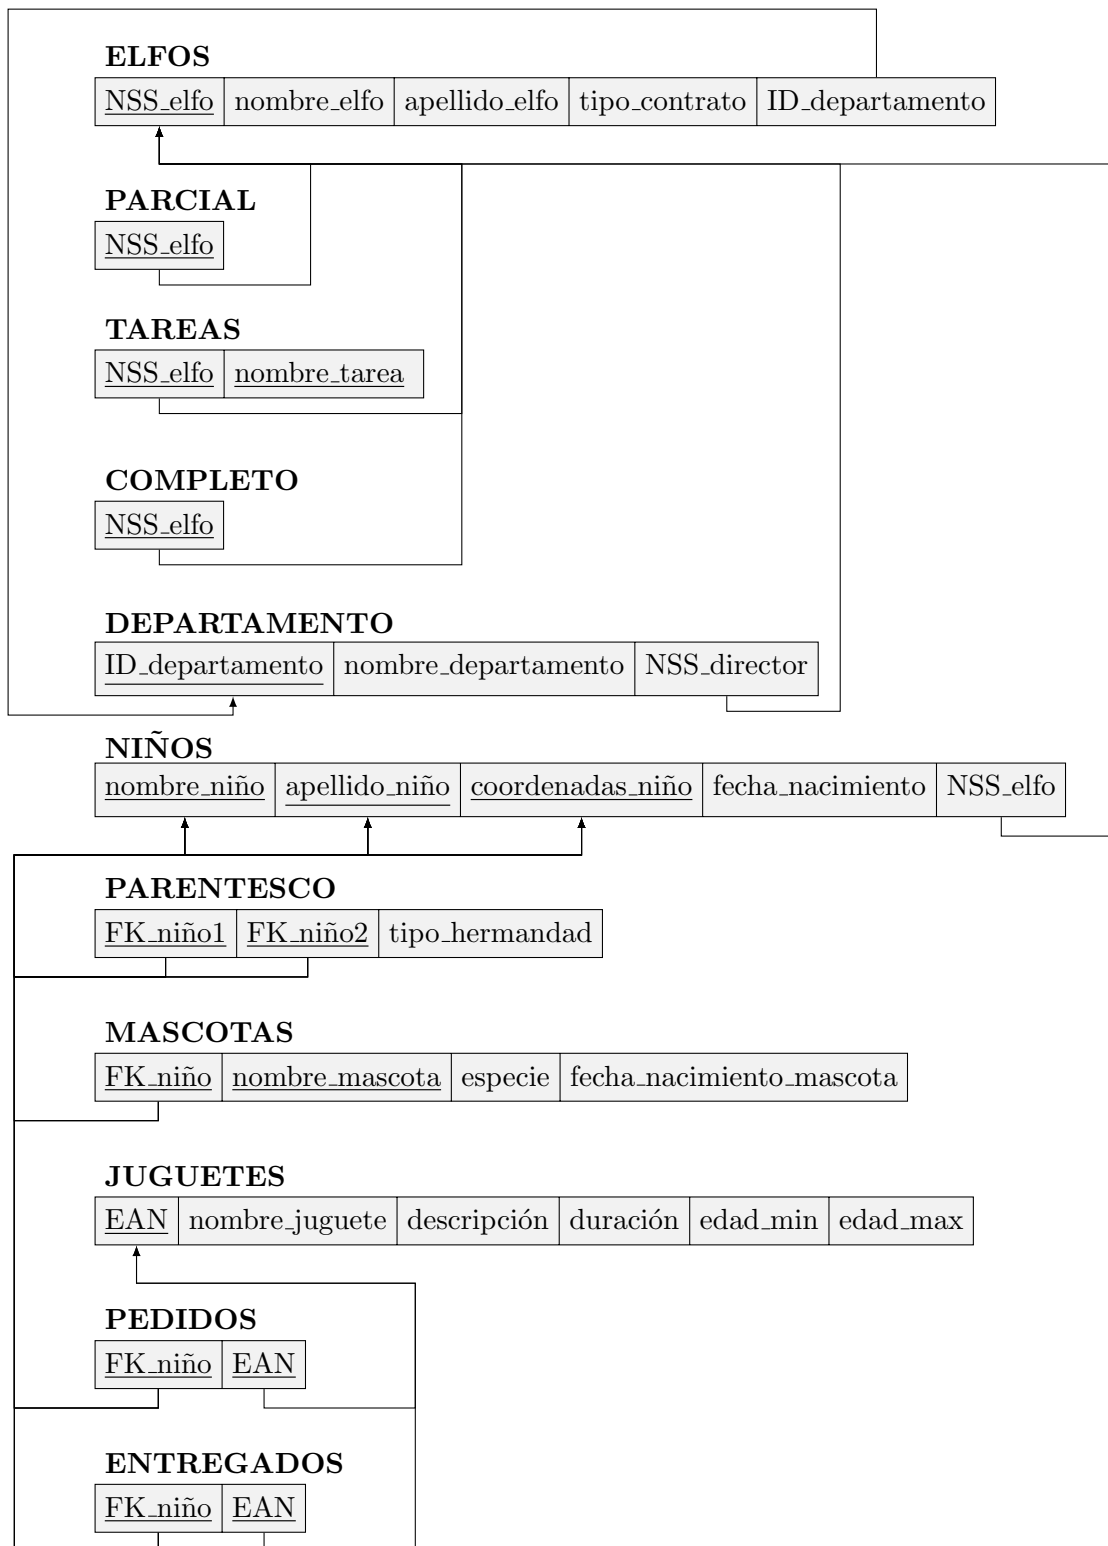 ELFOS
NSS_elfo nombre_elfo apellido_elfo tipo_contrato ID_departamento
PARCIAL
NSS_elfo
TAREAS
NSS_elfo nombre_tarea
COMPLETO
NSS_elfo
DEPARTAMENTO
ID_departamento nombre_departamento NSS_director
NIÑOS
nombre_niño apellido_niño coordenadas_niño fecha_nacimiento NSS_elfo
PARENTESCO
FK_niño1 FK_niño2 tipo_hermandad
MASCOTAS
FK_niño nombre_mascota especie fecha_nacimiento_mascota
JUGUETES
EAN nombre_juguete descripción duración edad_min edad_max
PEDIDOS
FK_niño EAN
ENTREGADOS
FK_niño EAN